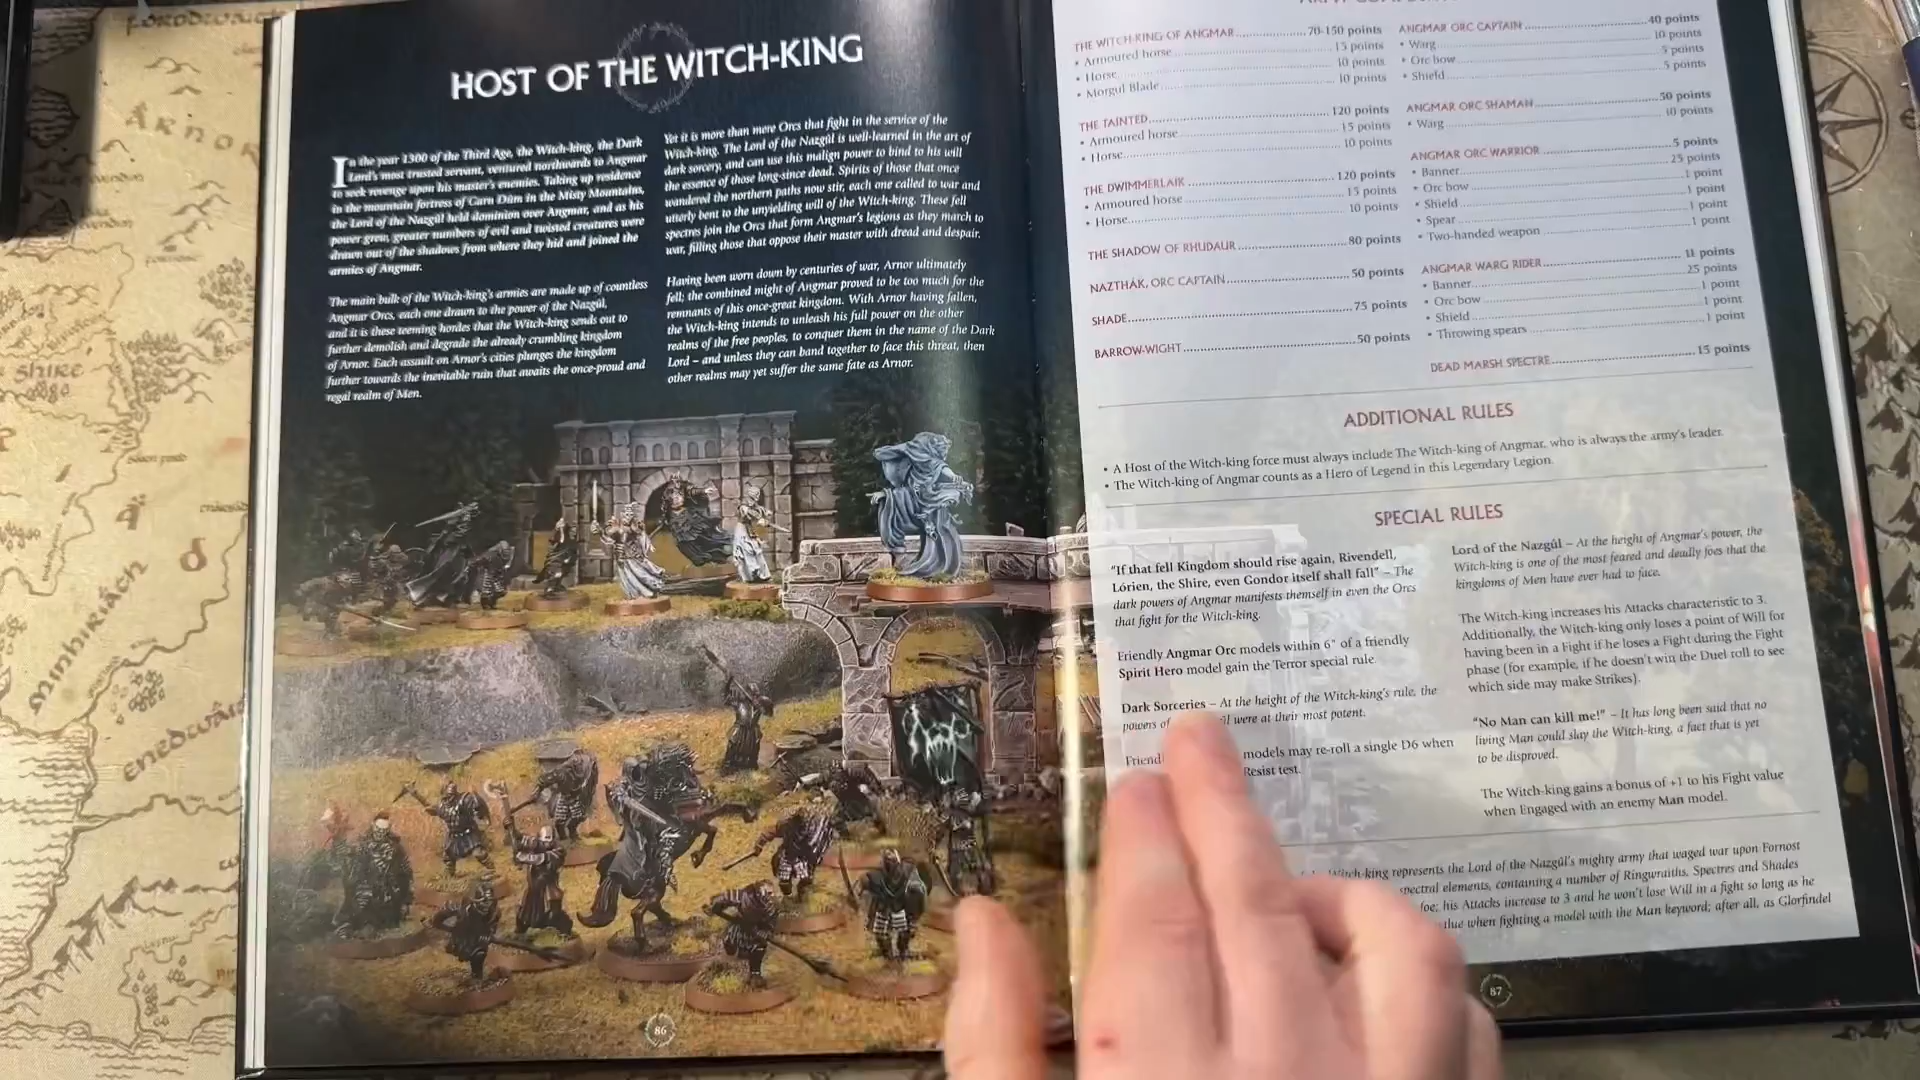 HOST OF THE WITCH-KING
In the year 1300 of the Third Age, the Witch-king, the Dark
Lord's most trusted servant, ventured northwards to Angmar
to seek revenge upon his master's enemies. Taking up residence
in the mountain fortress of Carn Dûm in the Misty Mountains,
the Lord of the Nazgûl held dominion over Angmar, and as his
power grew, greater numbers of evil and twisted creatures were
drawn out of the shadows from where they hid and joined the
armies of Angmar.
The main bulk of the Witch-king's armies are made up of countless
Angmar Orcs, each one drawn to the power of the Nazgûl,
and it is these teeming hordes that the Witch-king sends out to
further demolish and degrade the already crumbling kingdom
of Arnor. Each assault on Arnor's cities plunges the kingdom
further towards the inevitable ruin that awaits the once-proud and
regal realm of Men.
Yet it is more than mere Orcs that fight in the service of the
Witch-king. The Lord of the Nazgûl is well-learned in the art of
dark sorcery, and can use this malign power to bind to his will
the essence of those long-since dead. Spirits of those that once
wandered the northern paths now stir, each one called to war and
utterly bent to the unyielding will of the Witch-king. These fell
spectres join the Orcs that form Angmar's legions as they march to
war, filling those that oppose their master with dread and despair.
Having been worn down by centuries of war, Arnor ultimately
fell; the combined might of Angmar proved to be too much for the
remnants of this once-great kingdom. With Arnor having fallen,
the Witch-king intends to unleash his full power on the other
realms of the free peoples, to conquer them in the name of the Dark
Lord – and unless they can band together to face this threat, then
other realms may yet suffer the same fate as Arnor.
86
THE WITCH-KING OF ANGMAR 70-150 points
• Armoured horse 15 points
• Horse 10 points
• Morgul Blade 10 points
THE TAINTED 120 points
• Armoured horse 15 points
• Horse 10 points
THE DWIMMERLAIK 120 points
• Armoured horse 15 points
• Horse 10 points
THE SHADOW OF RHUDAUR 80 points
NAZTHÁK, ORC CAPTAIN 50 points
SHADE 75 points
BARROW-WIGHT 50 points
ANGMAR ORC CAPTAIN 40 points
• Warg 10 points
• Orc bow 5 points
• Shield 5 points
ANGMAR ORC SHAMAN 50 points
• Warg 10 points
ANGMAR ORC WARRIOR 5 points
• Banner 25 points
• Orc bow 1 point
• Shield 1 point
• Spear 1 point
• Two-handed weapon 1 point
ANGMAR WARG RIDER 11 points
• Banner 25 points
• Orc bow 1 point
• Shield 1 point
• Throwing spears 1 point
DEAD MARSH SPECTRE 15 points
ADDITIONAL RULES
• A Host of the Witch-king force must always include The Witch-king of Angmar, who is always the army's leader.
• The Witch-king of Angmar counts as a Hero of Legend in this Legendary Legion.
SPECIAL RULES
"If that fell Kingdom should rise again, Rivendell,
Lórien, the Shire, even Gondor itself shall fall" – The
dark powers of Angmar manifests themself in even the Orcs
that fight for the Witch-king.
Friendly Angmar Orc models within 6" of a friendly
Spirit Hero model gain the Terror special rule.
Dark Sorceries – At the height of the Witch-king's rule, the
powers of were at their most potent.
models may re-roll a single D6 when
Resist test.
Lord of the Nazgûl – At the height of Angmar's power, the
Witch-king is one of the most feared and deadly foes that the
kingdoms of Men have ever had to face.
The Witch-king increases his Attacks characteristic to 3.
Additionally, the Witch-king only loses a point of Will for
having been in a Fight if he loses a Fight during the Fight
phase (for example, if he doesn't win the Duel roll to see
which side may make Strikes).
"No Man can kill me!" – It has long been said that no
living Man could slay the Witch-king, a fact that is yet
to be disproved.
The Witch-king gains a bonus of +1 to his Fight value
when Engaged with an enemy Man model.
Witch-king represents the Lord of the Nazgûl's mighty army that waged war upon Fornost
spectral elements, containing a number of Ringwraiths, Spectres and Shades
foe; his Attacks increase to 3 and he won't lose Will in a fight so long as he
when fighting a model with the Man keyword; after all, as Glorfindel
87
SHIRE
Minhiriath